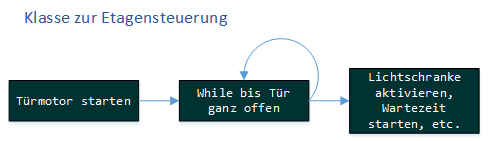 Klasse zur Etagensteuerung
Türmotor starten
While bis Tür
ganz offen
Lichtschranke
aktivieren,
Wartezeit
starten, etc.